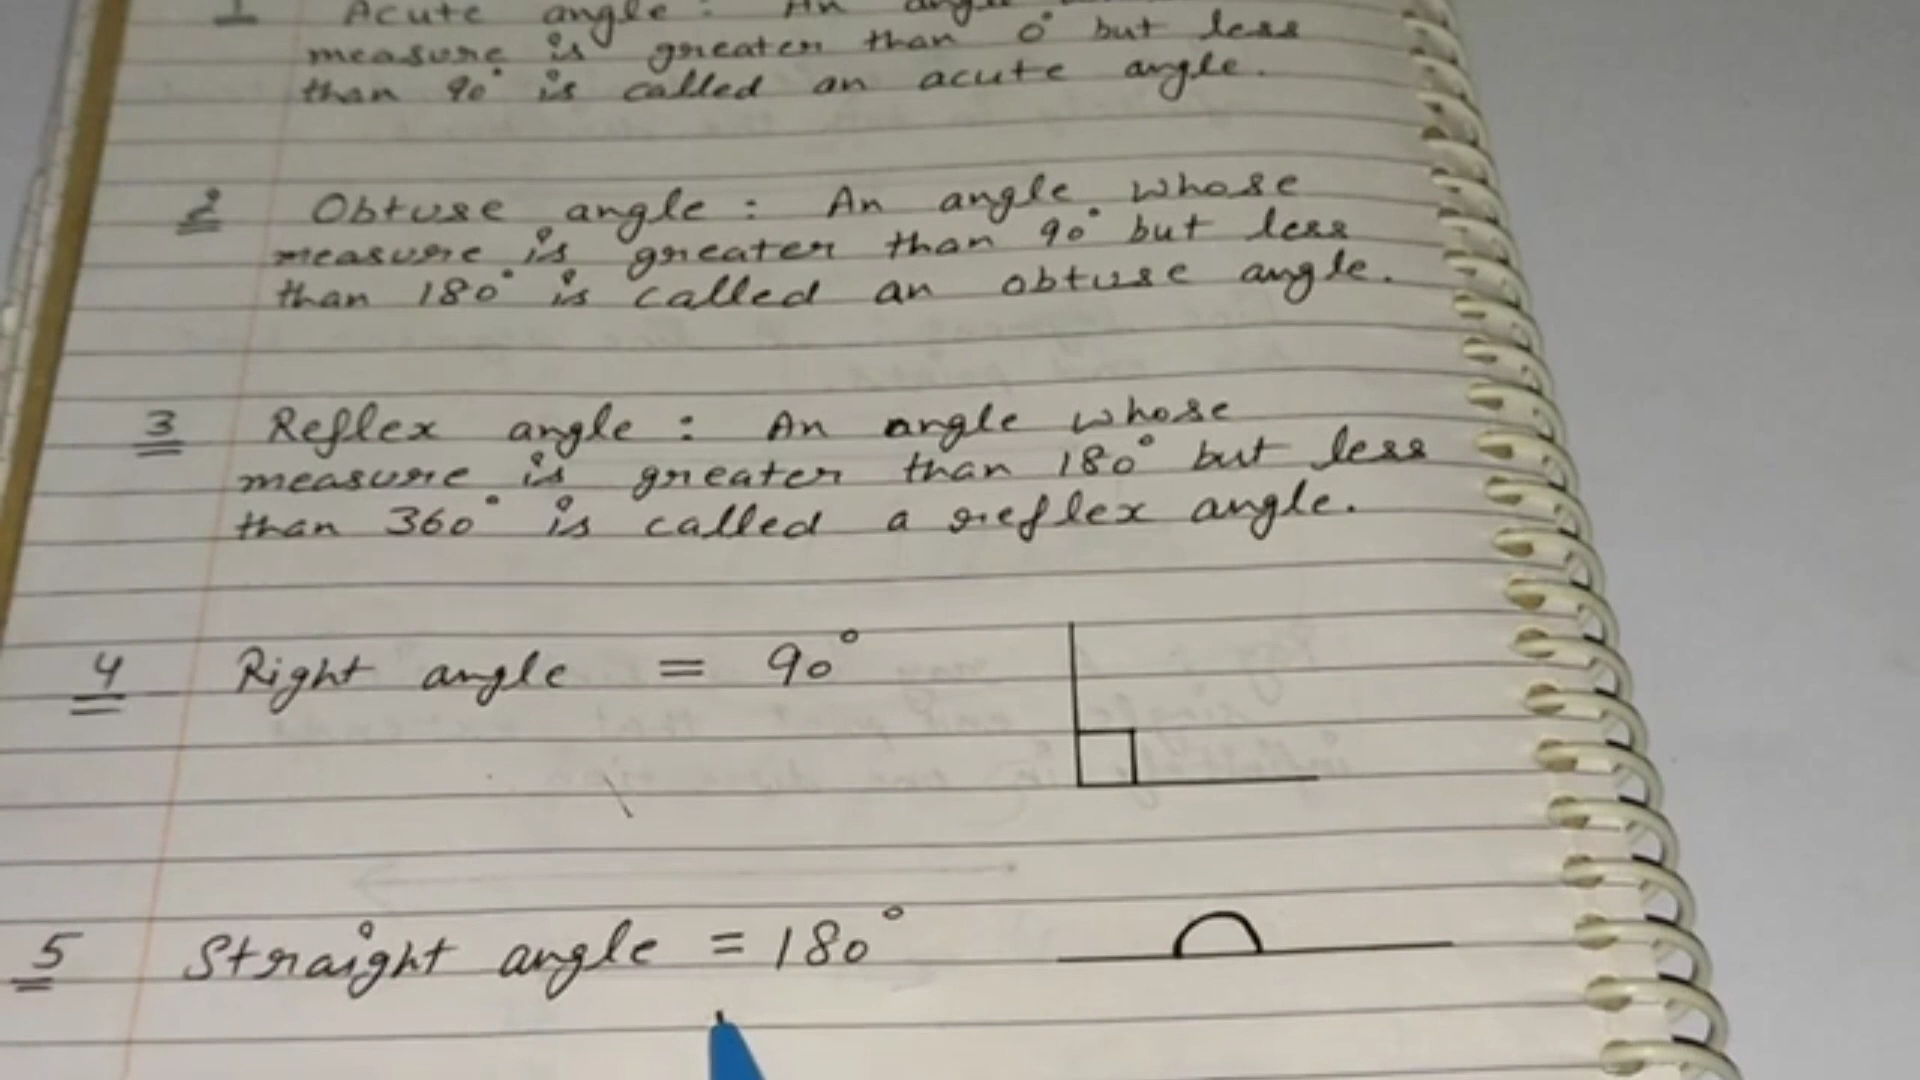 1 Acute angle : An angle
measure is greater than 0° but less
than 90° is called an acute angle.
2 Obtuse angle : An angle whose
measure is greater than 90° but less
than 180° is called an obtuse angle.
3 Reflex angle : An angle whose
measure is greater than 180° but less
than 360° is called a reflex angle.
4 Right angle = 90°
5 Straight angle = 180°